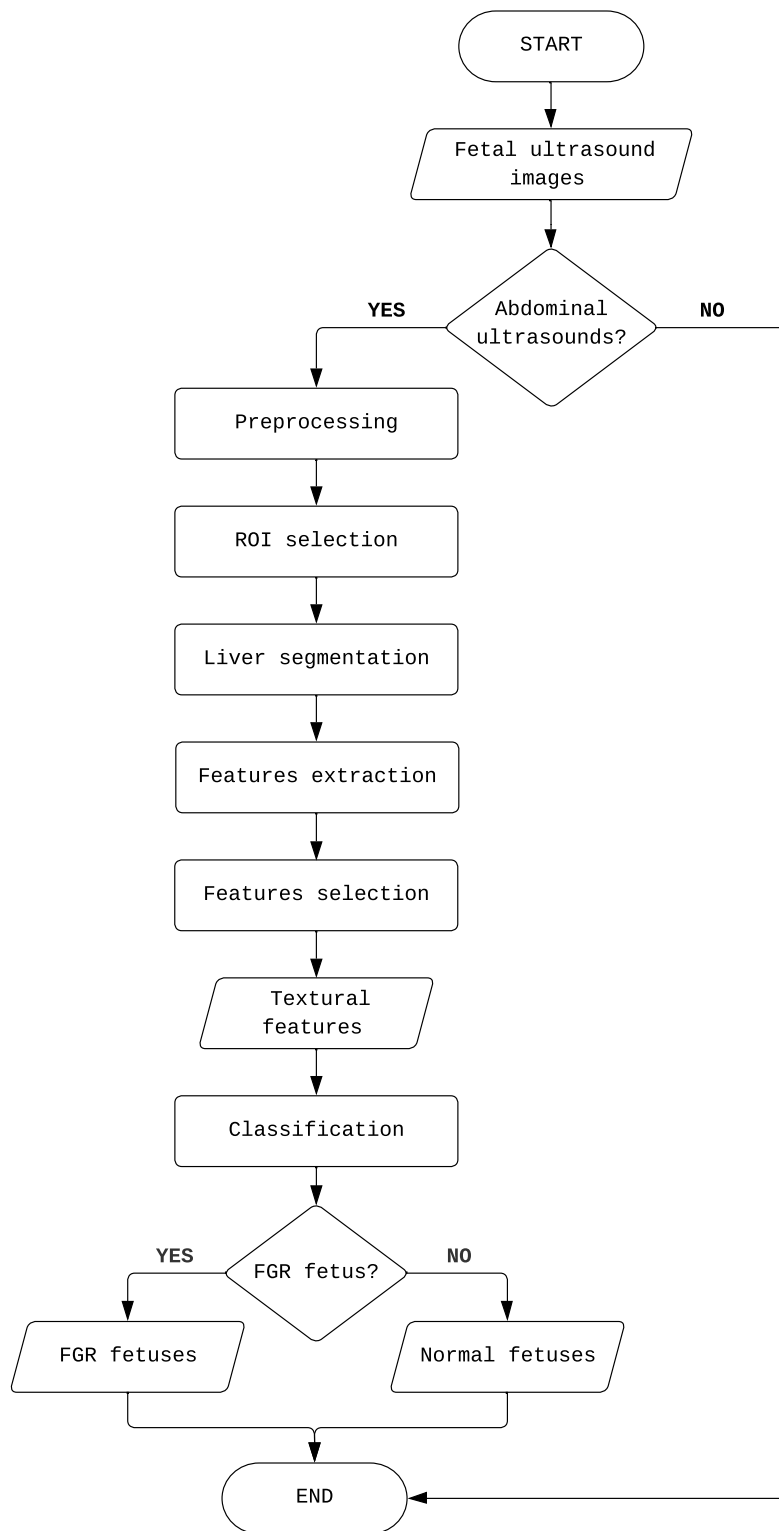 START
Fetal ultrasound
images
Abdominal
ultrasounds?
YES
NO
Preprocessing
ROI selection
Liver segmentation
Features extraction
Features selection
Textural
features
Classification
FGR fetus?
YES
NO
FGR fetuses
Normal fetuses
END